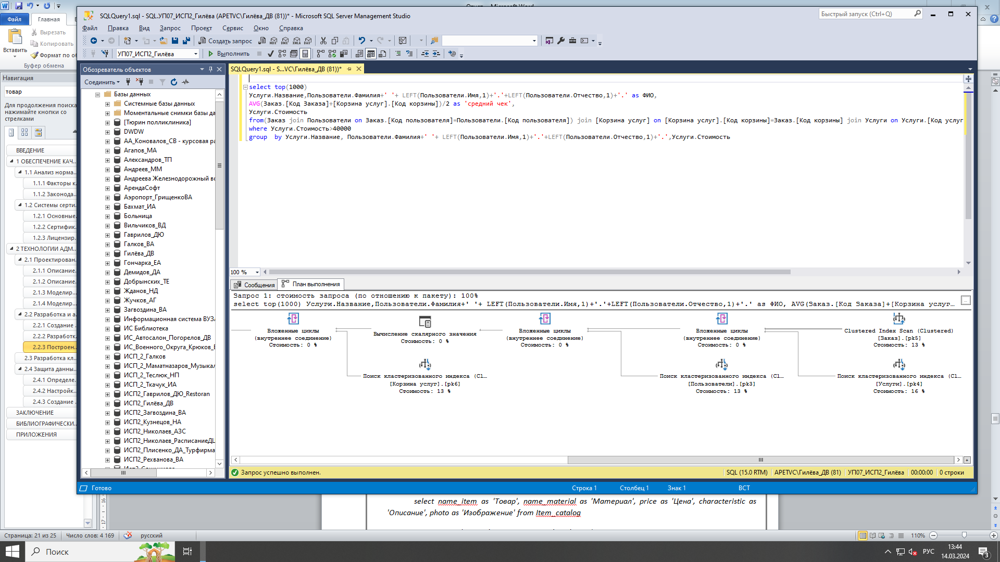 Отчет - Microsoft Word
Файл
Главная
Вставить
Вырезать
Копировать
Формат по об
Буфер обмена
Навигация
товар
Для продолжения поиска
нажимайте кнопки со
стрелками
ВВЕДЕНИЕ
1 ОБЕСПЕЧЕНИЕ КАЧ...
1.1 Анализ норма...
1.1.1 Факторы к...
1.1.2 Законода...
1.2 Системы серти...
1.2.1 Основные...
1.2.2 Сертифик...
1.2.3 Лицензир...
2 ТЕХНОЛОГИИ АДМ...
2.1 Проектирован...
2.1.1 Описание...
2.1.2 Описание...
2.1.3 Моделир...
2.1.4 Моделир...
2.2 Разработка и а...
2.2.1 Создание ...
2.2.2 Разработк...
2.2.3 Построен...
2.3 Разработка кл...
2.4 Защита данны...
2.4.1 Определе...
2.4.2 Настройк...
2.4.3 Создание ...
ЗАКЛЮЧЕНИЕ
БИБЛИОГРАФИЧЕСКИ...
ПРИЛОЖЕНИЯ
SQLQuery1.sql - SQL.УП07_ИСП2_Гилёва (APETVC\Гилёва_ДВ (81))* - Microsoft SQL Server Management Studio
Быстрый запуск (Ctrl+Q)
Файл Правка Вид Запрос Проект Сервис Окно Справка
Создать запрос
MDX DMX XMLA DAX
УП07_ИСП2_Гилёва
Выполнить
Обозреватель объектов
Соединить
Базы данных
Системные базы данных
Моментальные снимки базы да
[Тюрин полликлиника]
DWDW
АА_Коновалов_СВ - курсовая ра
Агапов_МА
Александров_ТП
Андреев_ММ
Андреева Железнодорожный во
АрендаСофт
Аэропорт_ГрищенкоВА
Бахмат_ИА
Больница
Вильчиков_ВД
Гаврилов_ДЮ
Галков_ВА
Гилёва_ДВ
Гончарка_ЕА
Демидов_ДА
Добрынских_ТЕ
Жданов_НД
Жучков_АГ
Загвоздина_ВА
Информационная система ВУЗА
ИС Библиотека
ИС_Автосалон_Погорелов_ДВ
ИС_Военного_Округа_Крюков_Е
ИСП_2_Галков
ИСП_2_Маматназаров_Музыкал
ИСП_2_Теслюк_НП
ИСП_2_Ткачук_ИА
ИСП2_Гаврилов_ДЮ_Restoran
ИСП2_Гилёва_ДВ
ИСП2_Загвоздина_ВА
ИСП2_Кузнецов_НА
ИСП2_Николаев_АЗС
ИСП2_Николаев_РасписаниеДЦ
ИСП2_Плисенко_ДА_Турфирма
ИСП2_Рехванова_ВА
SQLQuery1.sql - S...VC\Гилёва_ДВ (81))*
select top(1000)
Услуги.Название,Пользователи.Фамилия+' '+ LEFT(Пользователи.Имя,1)+'.'+LEFT(Пользователи.Отчество,1)+'.' as ФИО,
AVG(Заказ.[Код Заказа]+[Корзина услуг].[Код корзины])/2 as 'средний чек',
Услуги.Стоимость
from(Заказ join Пользователи on Заказ.[Код пользователя]=Пользователи.[Код пользователя]) join [Корзина услуг] on [Корзина услуг].[Код корзины]=Заказ.[Код корзины] join Услуги on Услуги.[Код услуг
where Услуги.Стоимость>40000
group by Услуги.Название, Пользователи.Фамилия+' '+ LEFT(Пользователи.Имя,1)+'.'+LEFT(Пользователи.Отчество,1)+'.',Услуги.Стоимость
100 %
Сообщения
План выполнения
Запрос 1: стоимость запроса (по отношению к пакету): 100%
select top(1000) Услуги.Название,Пользователи.Фамилия+' '+ LEFT(Пользователи.Имя,1)+'.'+LEFT(Пользователи.Отчество,1)+'.' as ФИО, AVG(Заказ.[Код Заказа]+[Корзина услуг...
Вложенные циклы
(внутреннее соединение)
Стоимость: 0 %
Вычисление скалярного значения
Стоимость: 0 %
Вложенные циклы
(внутреннее соединение)
Стоимость: 0 %
Вложенные циклы
(внутреннее соединение)
Стоимость: 0 %
Clustered Index Scan (Clustered)
[Заказ].[pk5]
Стоимость: 13 %
Поиск кластеризованного индекса (Cl...
[Корзина услуг].[pk6]
Стоимость: 13 %
Поиск кластеризованного индекса (Cl...
[Пользователи].[pk3]
Стоимость: 13 %
Поиск кластеризованного индекса (Cl...
[Услуги].[pk4]
Стоимость: 16 %
Запрос успешно выполнен.
SQL (15.0 RTM)
APETVC\Гилёва_ДВ (81)
УП07_ИСП2_Гилёва
00:00:00
0 строки
Готово
Строка 1
Столбец 1
Знак 1
ВСТ
16
17
select name_item as 'Товар', name_material as 'Материал', price as 'Цена', characteristic as
'Описание', photo as 'Изображение' from Item_catalog
Страница: 21 из 25
Число слов: 4 169
русский
110%
Поиск
РУС
13:44
14.03.2024
3